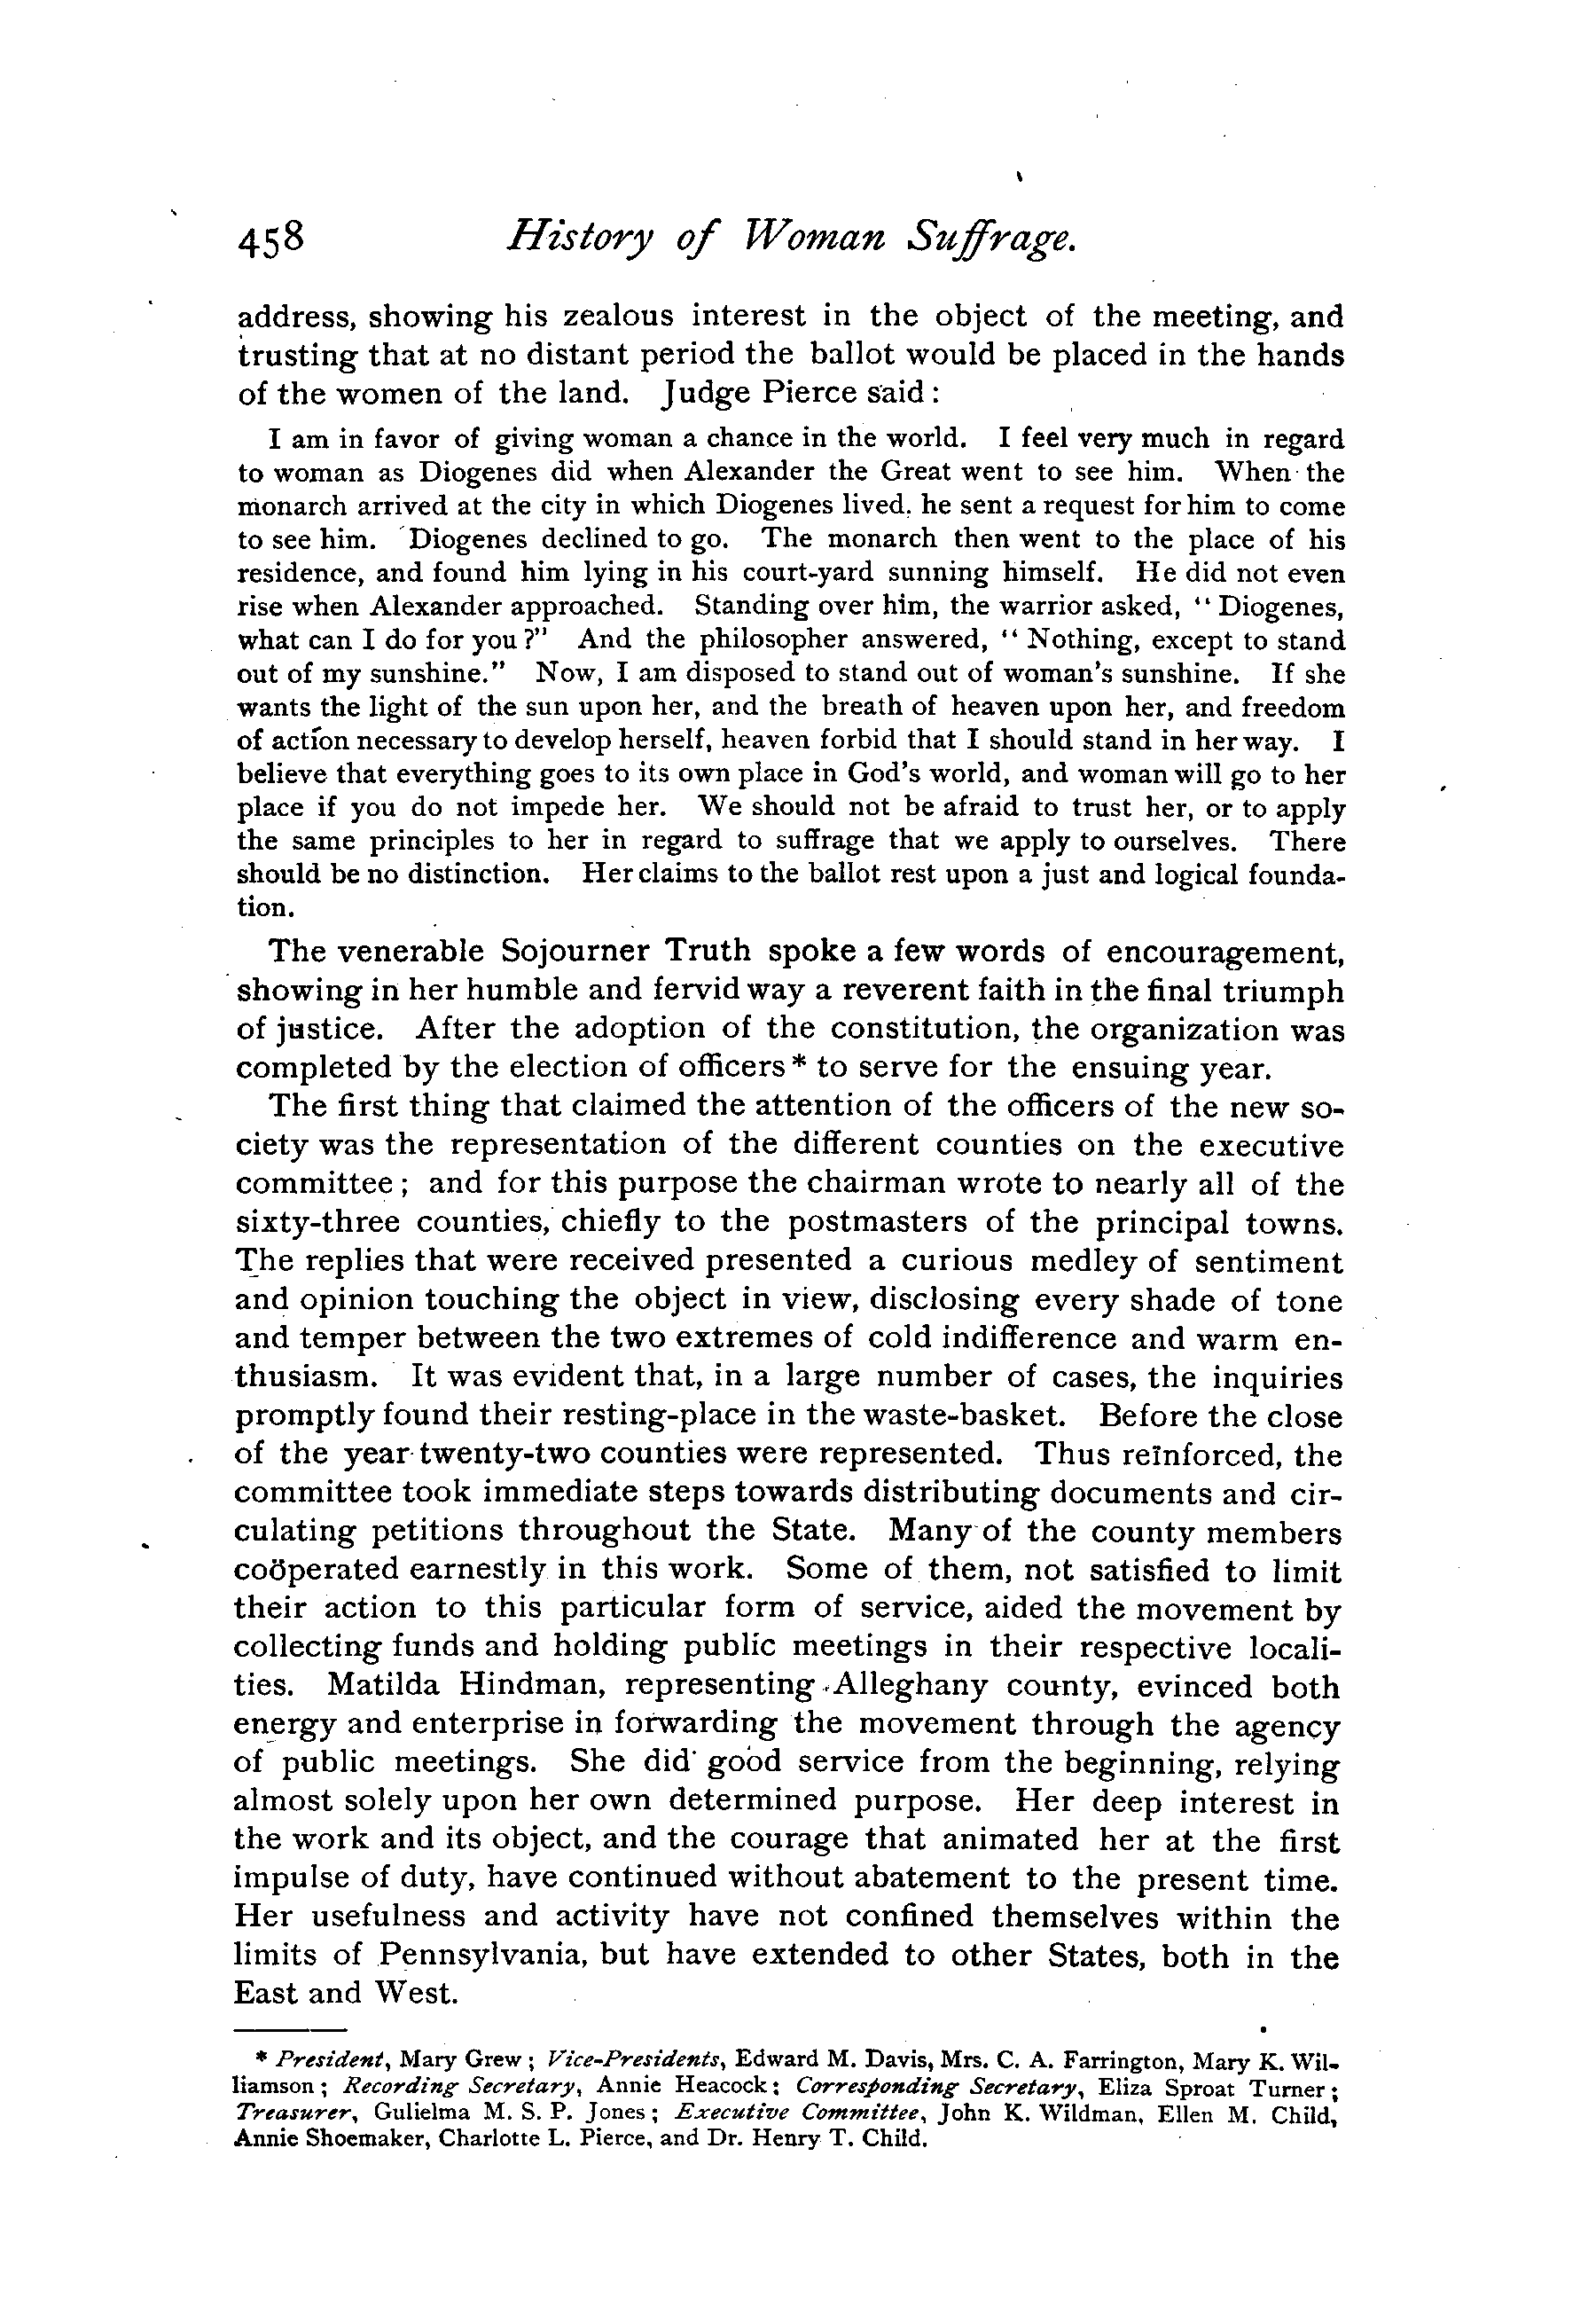 458 History of Woman Suffrage.
address, showing his zealous interest in the object of the meeting, and
trusting that at no distant period the ballot would be placed in the hands
of the women of the land. Judge Pierce said :
I am in favor of giving woman a chance in the world. I feel very much in regard
to woman as Diogenes did when Alexander the Great went to see him. When the
monarch arrived at the city in which Diogenes lived, he sent a request for him to come
to see him. Diogenes declined to go. The monarch then went to the place of his
residence, and found him lying in his court-yard sunning himself. He did not even
rise when Alexander approached. Standing over him, the warrior asked, “ Diogenes,
what can I do for you ?” And the philosopher answered, “ Nothing, except to stand
out of my sunshine.” Now, I am disposed to stand out of woman's sunshine. If she
wants the light of the sun upon her, and the breath of heaven upon her, and freedom
of action necessary to develop herself, heaven forbid that I should stand in her way. I
believe that everything goes to its own place in God's world, and woman will go to her
place if you do not impede her. We should not be afraid to trust her, or to apply
the same principles to her in regard to suffrage that we apply to ourselves. There
should be no distinction. Her claims to the ballot rest upon a just and logical founda-
tion.
The venerable Sojourner Truth spoke a few words of encouragement,
showing in her humble and fervid way a reverent faith in the final triumph
of justice. After the adoption of the constitution, the organization was
completed by the election of officers * to serve for the ensuing year.
The first thing that claimed the attention of the officers of the new so-
ciety was the representation of the different counties on the executive
committee ; and for this purpose the chairman wrote to nearly all of the
sixty-three counties, chiefly to the postmasters of the principal towns.
The replies that were received presented a curious medley of sentiment
and opinion touching the object in view, disclosing every shade of tone
and temper between the two extremes of cold indifference and warm en-
thusiasm. It was evident that, in a large number of cases, the inquiries
promptly found their resting-place in the waste-basket. Before the close
of the year twenty-two counties were represented. Thus reïnforced, the
committee took immediate steps towards distributing documents and cir-
culating petitions throughout the State. Many of the county members
coöperated earnestly in this work. Some of them, not satisfied to limit
their action to this particular form of service, aided the movement by
collecting funds and holding public meetings in their respective locali-
ties. Matilda Hindman, representing Alleghany county, evinced both
energy and enterprise in forwarding the movement through the agency
of public meetings. She did good service from the beginning, relying
almost solely upon her own determined purpose. Her deep interest in
the work and its object, and the courage that animated her at the first
impulse of duty, have continued without abatement to the present time.
Her usefulness and activity have not confined themselves within the
limits of Pennsylvania, but have extended to other States, both in the
East and West.
* President, Mary Grew ; Vice-Presidents, Edward M. Davis, Mrs. C. A. Farrington, Mary K. Wil-
liamson ; Recording Secretary, Annie Heacock ; Corresponding Secretary, Eliza Sproat Turner ;
Treasurer, Gulielma M. S. P. Jones ; Executive Committee, John K. Wildman, Ellen M. Child,
Annie Shoemaker, Charlotte L. Pierce, and Dr. Henry T. Child.